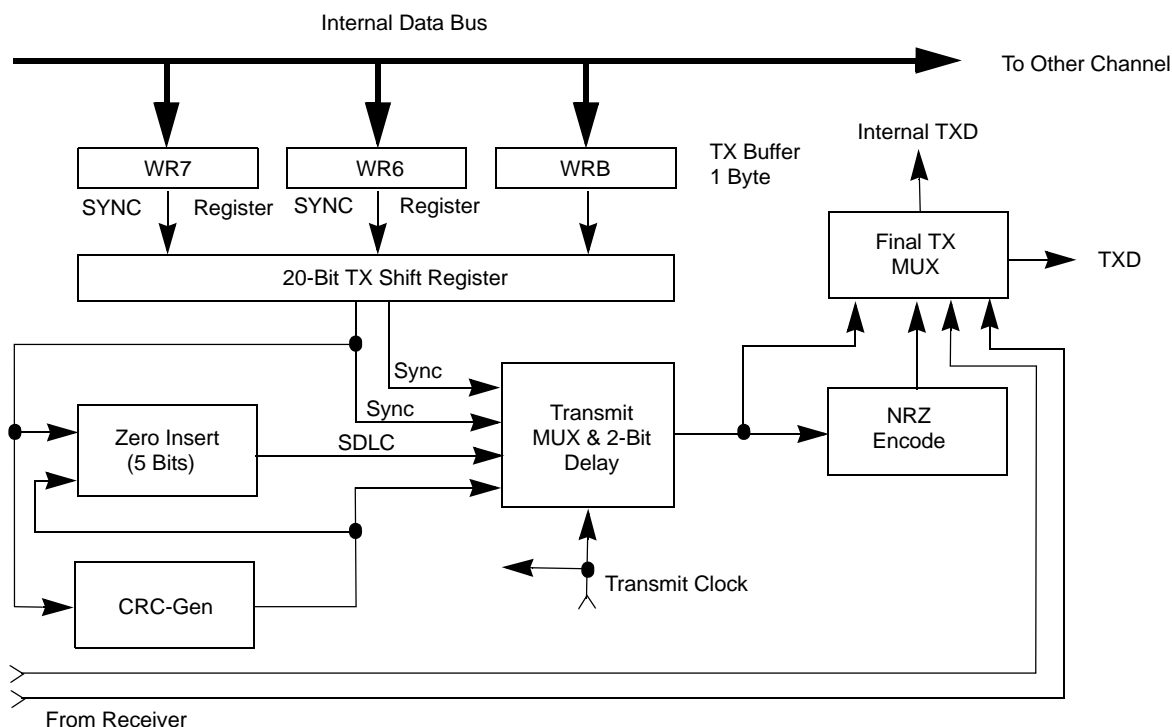 Internal Data Bus
To Other Channel
Internal TXD
WR7
WR6
WRB
TX Buffer
1 Byte
SYNC Register
SYNC Register
Final TX
MUX
TXD
20-Bit TX Shift Register
Sync
Sync
Transmit
MUX & 2-Bit
Delay
NRZ
Encode
Zero Insert
(5 Bits)
SDLC
CRC-Gen
Transmit Clock
From Receiver